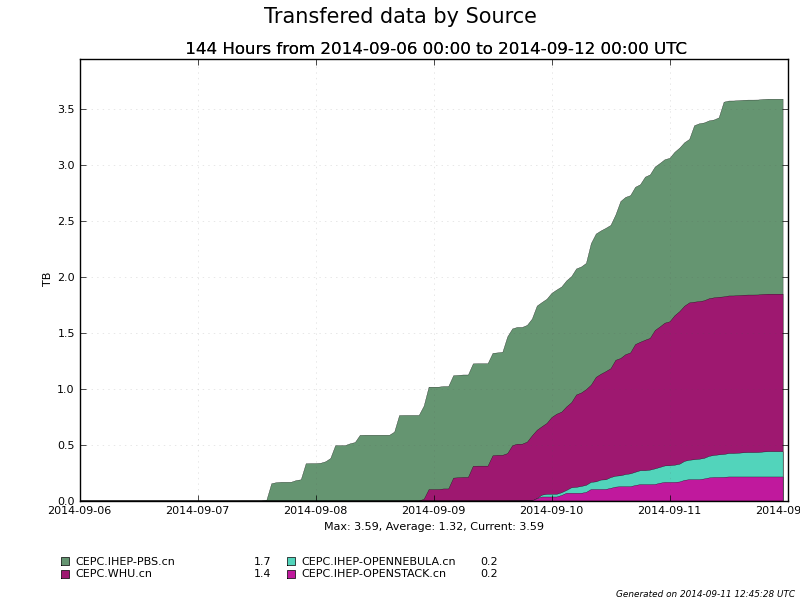 Transfered data by Source
144 Hours from 2014-09-06 00:00 to 2014-09-12 00:00 UTC
3.5
3.0
2.5
2.0
TB
1.5
1.0
0.5
0.0
2014-09-06 2014-09-07 2014-09-08 2014-09-09 2014-09-10 2014-09-11 2014-09
Max: 3.59, Average: 1.32, Current: 3.59
CEPC.IHEP-PBS.cn 1.7 CEPC.IHEP-OPENNEBULA.cn 0.2
CEPC.WHU.cn 1.4 CEPC.IHEP-OPENSTACK.cn 0.2
Generated on 2014-09-11 12:45:28 UTC